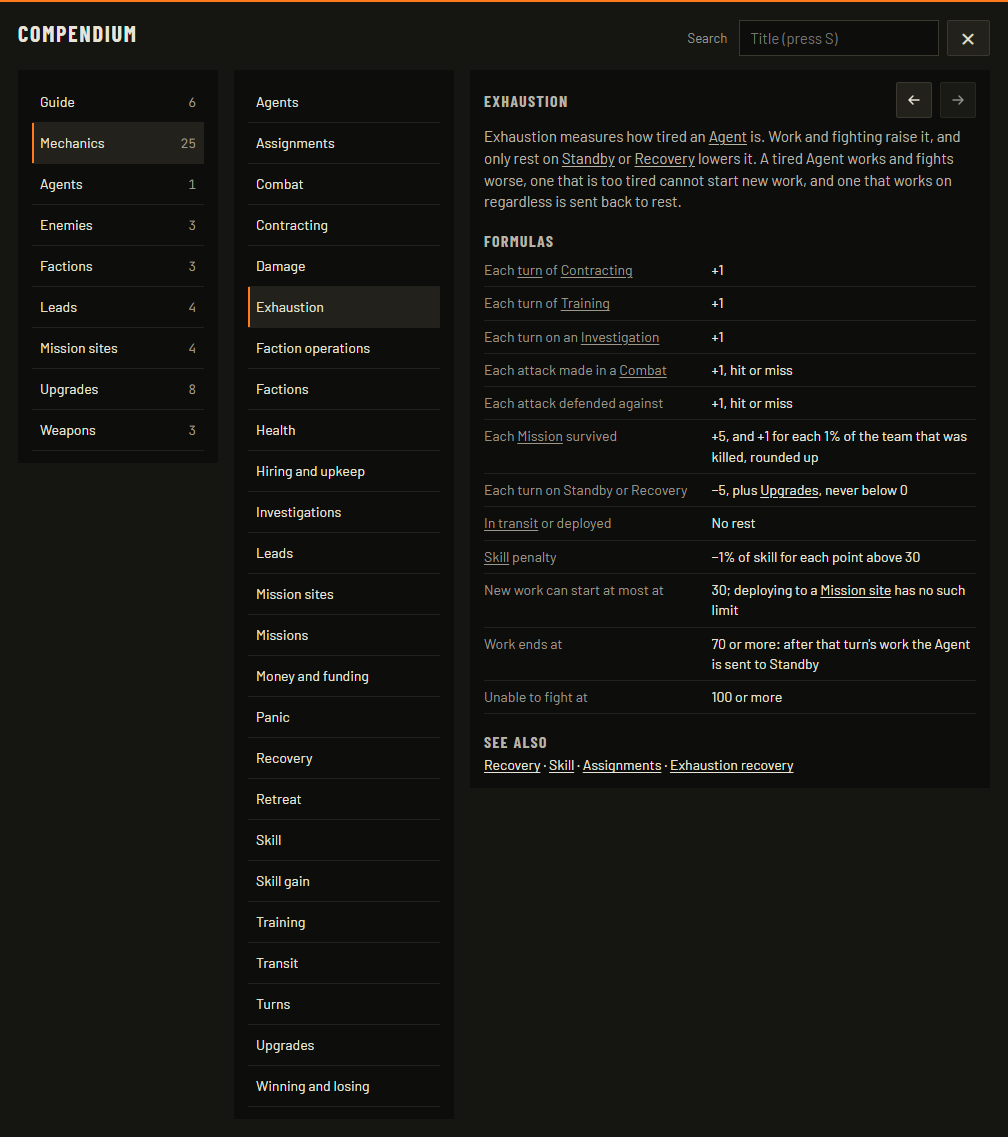 COMPENDIUM
Search
Title (press S)
Guide 6
Mechanics 25
Agents 1
Enemies 3
Factions 3
Leads 4
Mission sites 4
Upgrades 8
Weapons 3
Agents
Assignments
Combat
Contracting
Damage
Exhaustion
Faction operations
Factions
Health
Hiring and upkeep
Investigations
Leads
Mission sites
Missions
Money and funding
Panic
Recovery
Retreat
Skill
Skill gain
Training
Transit
Turns
Upgrades
Winning and losing
EXHAUSTION
Exhaustion measures how tired an Agent is. Work and fighting raise it, and
only rest on Standby or Recovery lowers it. A tired Agent works and fights
worse, one that is too tired cannot start new work, and one that works on
regardless is sent back to rest.
FORMULAS
Each turn of Contracting +1
Each turn of Training +1
Each turn on an Investigation +1
Each attack made in a Combat +1, hit or miss
Each attack defended against +1, hit or miss
Each Mission survived +5, and +1 for each 1% of the team that was
killed, rounded up
Each turn on Standby or Recovery −5, plus Upgrades, never below 0
In transit or deployed No rest
Skill penalty −1% of skill for each point above 30
New work can start at most at 30; deploying to a Mission site has no such
limit
Work ends at 70 or more: after that turn's work the Agent
is sent to Standby
Unable to fight at 100 or more
SEE ALSO
Recovery · Skill · Assignments · Exhaustion recovery